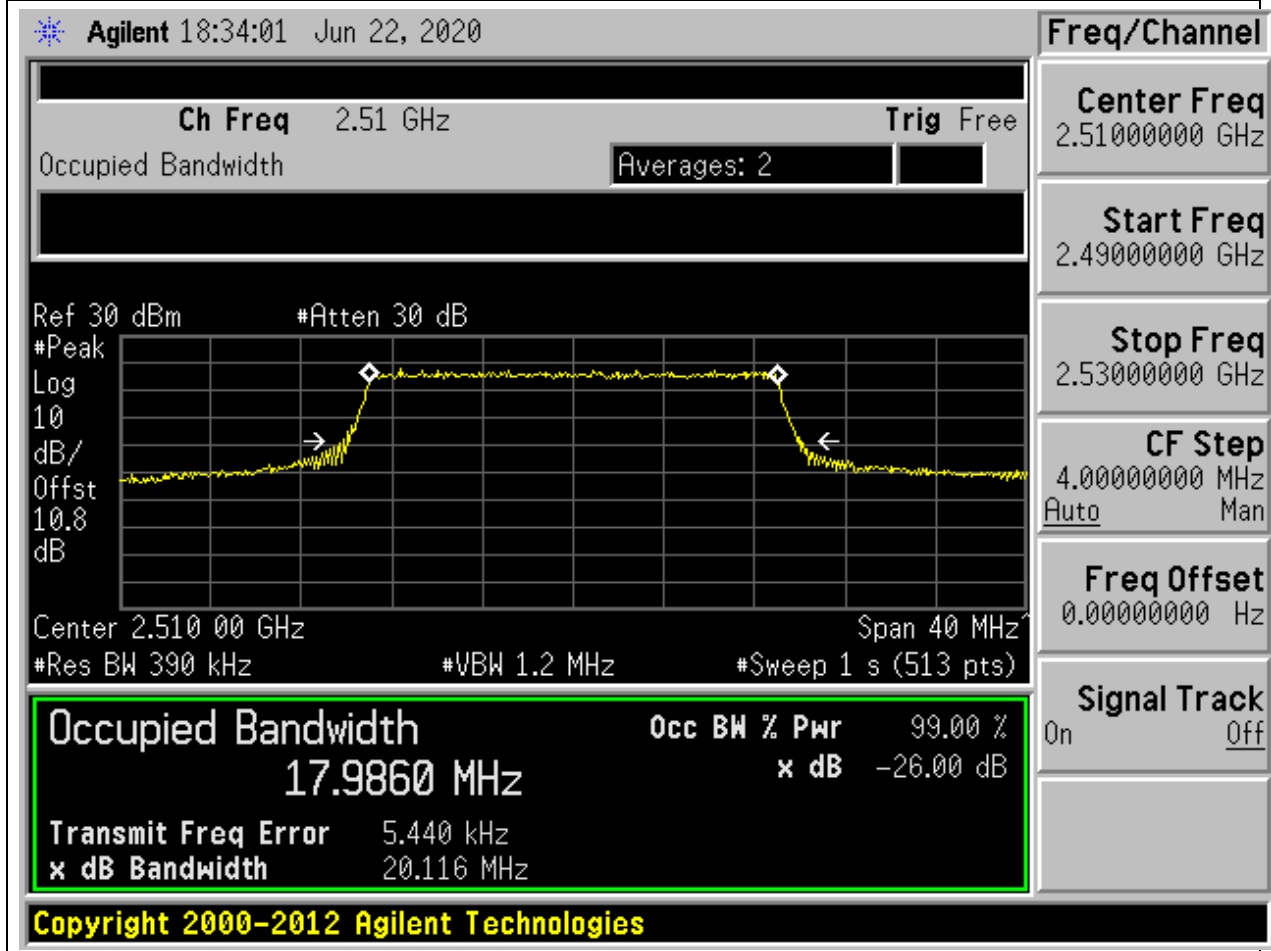 Agilent 18:34:01 Jun 22, 2020
Ch Freq 2.51 GHz Trig Free
Occupied Bandwidth Averages: 2
Ref 30 dBm #Atten 30 dB
#Peak
Log
10
dB/
Offst
10.8
dB
Center 2.510 00 GHz Span 40 MHz^
#Res BW 390 kHz #VBW 1.2 MHz #Sweep 1 s (513 pts)
Occupied Bandwidth Occ BW % Pwr 99.00 %
17.9860 MHz x dB -26.00 dB
Transmit Freq Error 5.440 kHz
x dB Bandwidth 20.116 MHz
Copyright 2000-2012 Agilent Technologies
Freq/Channel
Center Freq
2.51000000 GHz
Start Freq
2.49000000 GHz
Stop Freq
2.53000000 GHz
CF Step
4.00000000 MHz
Auto Man
Freq Offset
0.00000000 Hz
Signal Track
On Off